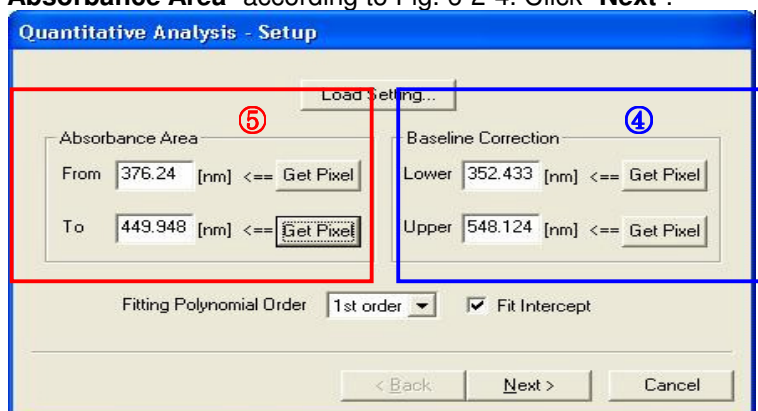 Absorbance Area" according to Fig. 6-2-4. Click "Next".
Quantitative Analysis - Setup
Load Setting...
⑤
④
Absorbance Area
Baseline Correction
From 376.24 [nm] <== Get Pixel
Lower 352.433 [nm] <== Get Pixel
To 449.948 [nm] <== Get Pixel
Upper 548.124 [nm] <== Get Pixel
Fitting Polynomial Order 1st order Fit Intercept
< Back Next > Cancel